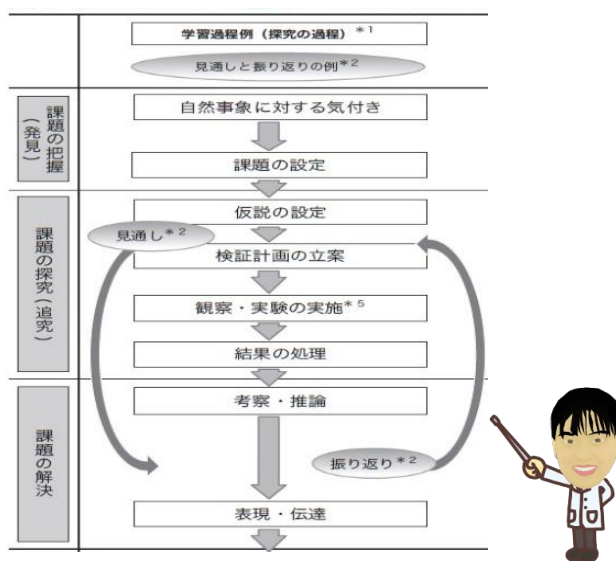 学習過程例（探究の過程）*1
見通しと振り返りの例*2
課題の把握（発見）
自然事象に対する気付き
課題の設定
課題の探究（追究）
仮説の設定
見通し*2
検証計画の立案
観察・実験の実施*5
結果の処理
課題の解決
考察・推論
振り返り*2
表現・伝達